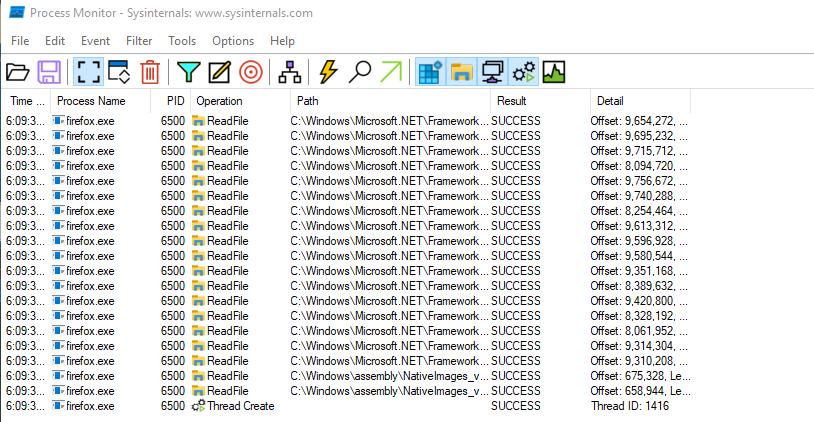 Process Monitor - Sysinternals: www.sysinternals.com
File Edit Event Filter Tools Options Help
Time ... Process Name PID Operation Path Result Detail
6:09:3... firefox.exe 6500 ReadFile C:\Windows\Microsoft.NET\Framework... SUCCESS Offset: 9,654,272, ...
6:09:3... firefox.exe 6500 ReadFile C:\Windows\Microsoft.NET\Framework... SUCCESS Offset: 9,695,232, ...
6:09:3... firefox.exe 6500 ReadFile C:\Windows\Microsoft.NET\Framework... SUCCESS Offset: 9,715,712, ...
6:09:3... firefox.exe 6500 ReadFile C:\Windows\Microsoft.NET\Framework... SUCCESS Offset: 8,094,720, ...
6:09:3... firefox.exe 6500 ReadFile C:\Windows\Microsoft.NET\Framework... SUCCESS Offset: 9,756,672, ...
6:09:3... firefox.exe 6500 ReadFile C:\Windows\Microsoft.NET\Framework... SUCCESS Offset: 9,740,288, ...
6:09:3... firefox.exe 6500 ReadFile C:\Windows\Microsoft.NET\Framework... SUCCESS Offset: 8,254,464, ...
6:09:3... firefox.exe 6500 ReadFile C:\Windows\Microsoft.NET\Framework... SUCCESS Offset: 9,613,312, ...
6:09:3... firefox.exe 6500 ReadFile C:\Windows\Microsoft.NET\Framework... SUCCESS Offset: 9,596,928, ...
6:09:3... firefox.exe 6500 ReadFile C:\Windows\Microsoft.NET\Framework... SUCCESS Offset: 9,580,544, ...
6:09:3... firefox.exe 6500 ReadFile C:\Windows\Microsoft.NET\Framework... SUCCESS Offset: 9,351,168, ...
6:09:3... firefox.exe 6500 ReadFile C:\Windows\Microsoft.NET\Framework... SUCCESS Offset: 8,389,632, ...
6:09:3... firefox.exe 6500 ReadFile C:\Windows\Microsoft.NET\Framework... SUCCESS Offset: 9,420,800, ...
6:09:3... firefox.exe 6500 ReadFile C:\Windows\Microsoft.NET\Framework... SUCCESS Offset: 8,328,192, ...
6:09:3... firefox.exe 6500 ReadFile C:\Windows\Microsoft.NET\Framework... SUCCESS Offset: 8,061,952, ...
6:09:3... firefox.exe 6500 ReadFile C:\Windows\Microsoft.NET\Framework... SUCCESS Offset: 9,314,304, ...
6:09:3... firefox.exe 6500 ReadFile C:\Windows\Microsoft.NET\Framework... SUCCESS Offset: 9,310,208, ...
6:09:3... firefox.exe 6500 ReadFile C:\Windows\assembly\NativeImages_v... SUCCESS Offset: 675,328, Le...
6:09:3... firefox.exe 6500 ReadFile C:\Windows\assembly\NativeImages_v... SUCCESS Offset: 658,944, Le...
6:09:3... firefox.exe 6500 Thread Create SUCCESS Thread ID: 1416